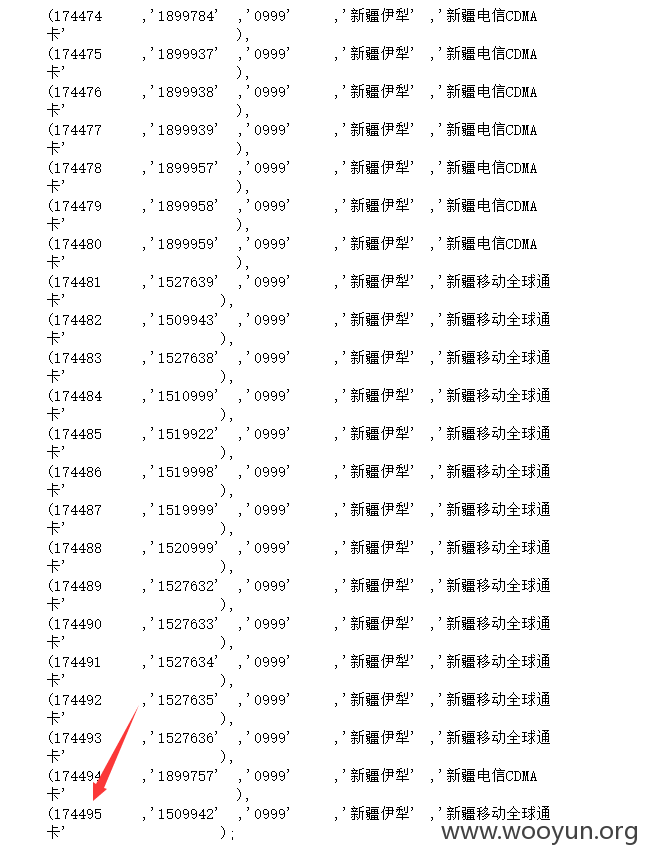 (174474 ,'1899784' ,'0999' ,'新疆伊犁' ,'新疆电信CDMA
卡' ),
(174475 ,'1899937' ,'0999' ,'新疆伊犁' ,'新疆电信CDMA
卡' ),
(174476 ,'1899938' ,'0999' ,'新疆伊犁' ,'新疆电信CDMA
卡' ),
(174477 ,'1899939' ,'0999' ,'新疆伊犁' ,'新疆电信CDMA
卡' ),
(174478 ,'1899957' ,'0999' ,'新疆伊犁' ,'新疆电信CDMA
卡' ),
(174479 ,'1899958' ,'0999' ,'新疆伊犁' ,'新疆电信CDMA
卡' ),
(174480 ,'1899959' ,'0999' ,'新疆伊犁' ,'新疆电信CDMA
卡' ),
(174481 ,'1527639' ,'0999' ,'新疆伊犁' ,'新疆移动全球通
卡' ),
(174482 ,'1509943' ,'0999' ,'新疆伊犁' ,'新疆移动全球通
卡' ),
(174483 ,'1527638' ,'0999' ,'新疆伊犁' ,'新疆移动全球通
卡' ),
(174484 ,'1510999' ,'0999' ,'新疆伊犁' ,'新疆移动全球通
卡' ),
(174485 ,'1519922' ,'0999' ,'新疆伊犁' ,'新疆移动全球通
卡' ),
(174486 ,'1519998' ,'0999' ,'新疆伊犁' ,'新疆移动全球通
卡' ),
(174487 ,'1519999' ,'0999' ,'新疆伊犁' ,'新疆移动全球通
卡' ),
(174488 ,'1520999' ,'0999' ,'新疆伊犁' ,'新疆移动全球通
卡' ),
(174489 ,'1527632' ,'0999' ,'新疆伊犁' ,'新疆移动全球通
卡' ),
(174490 ,'1527633' ,'0999' ,'新疆伊犁' ,'新疆移动全球通
卡' ),
(174491 ,'1527634' ,'0999' ,'新疆伊犁' ,'新疆移动全球通
卡' ),
(174492 ,'1527635' ,'0999' ,'新疆伊犁' ,'新疆移动全球通
卡' ),
(174493 ,'1527636' ,'0999' ,'新疆伊犁' ,'新疆移动全球通
卡' ),
(174494 ,'1899757' ,'0999' ,'新疆伊犁' ,'新疆电信CDMA
卡' ),
(174495 ,'1509942' ,'0999' ,'新疆伊犁' ,'新疆移动全球通
卡' );
www.wooyun.org